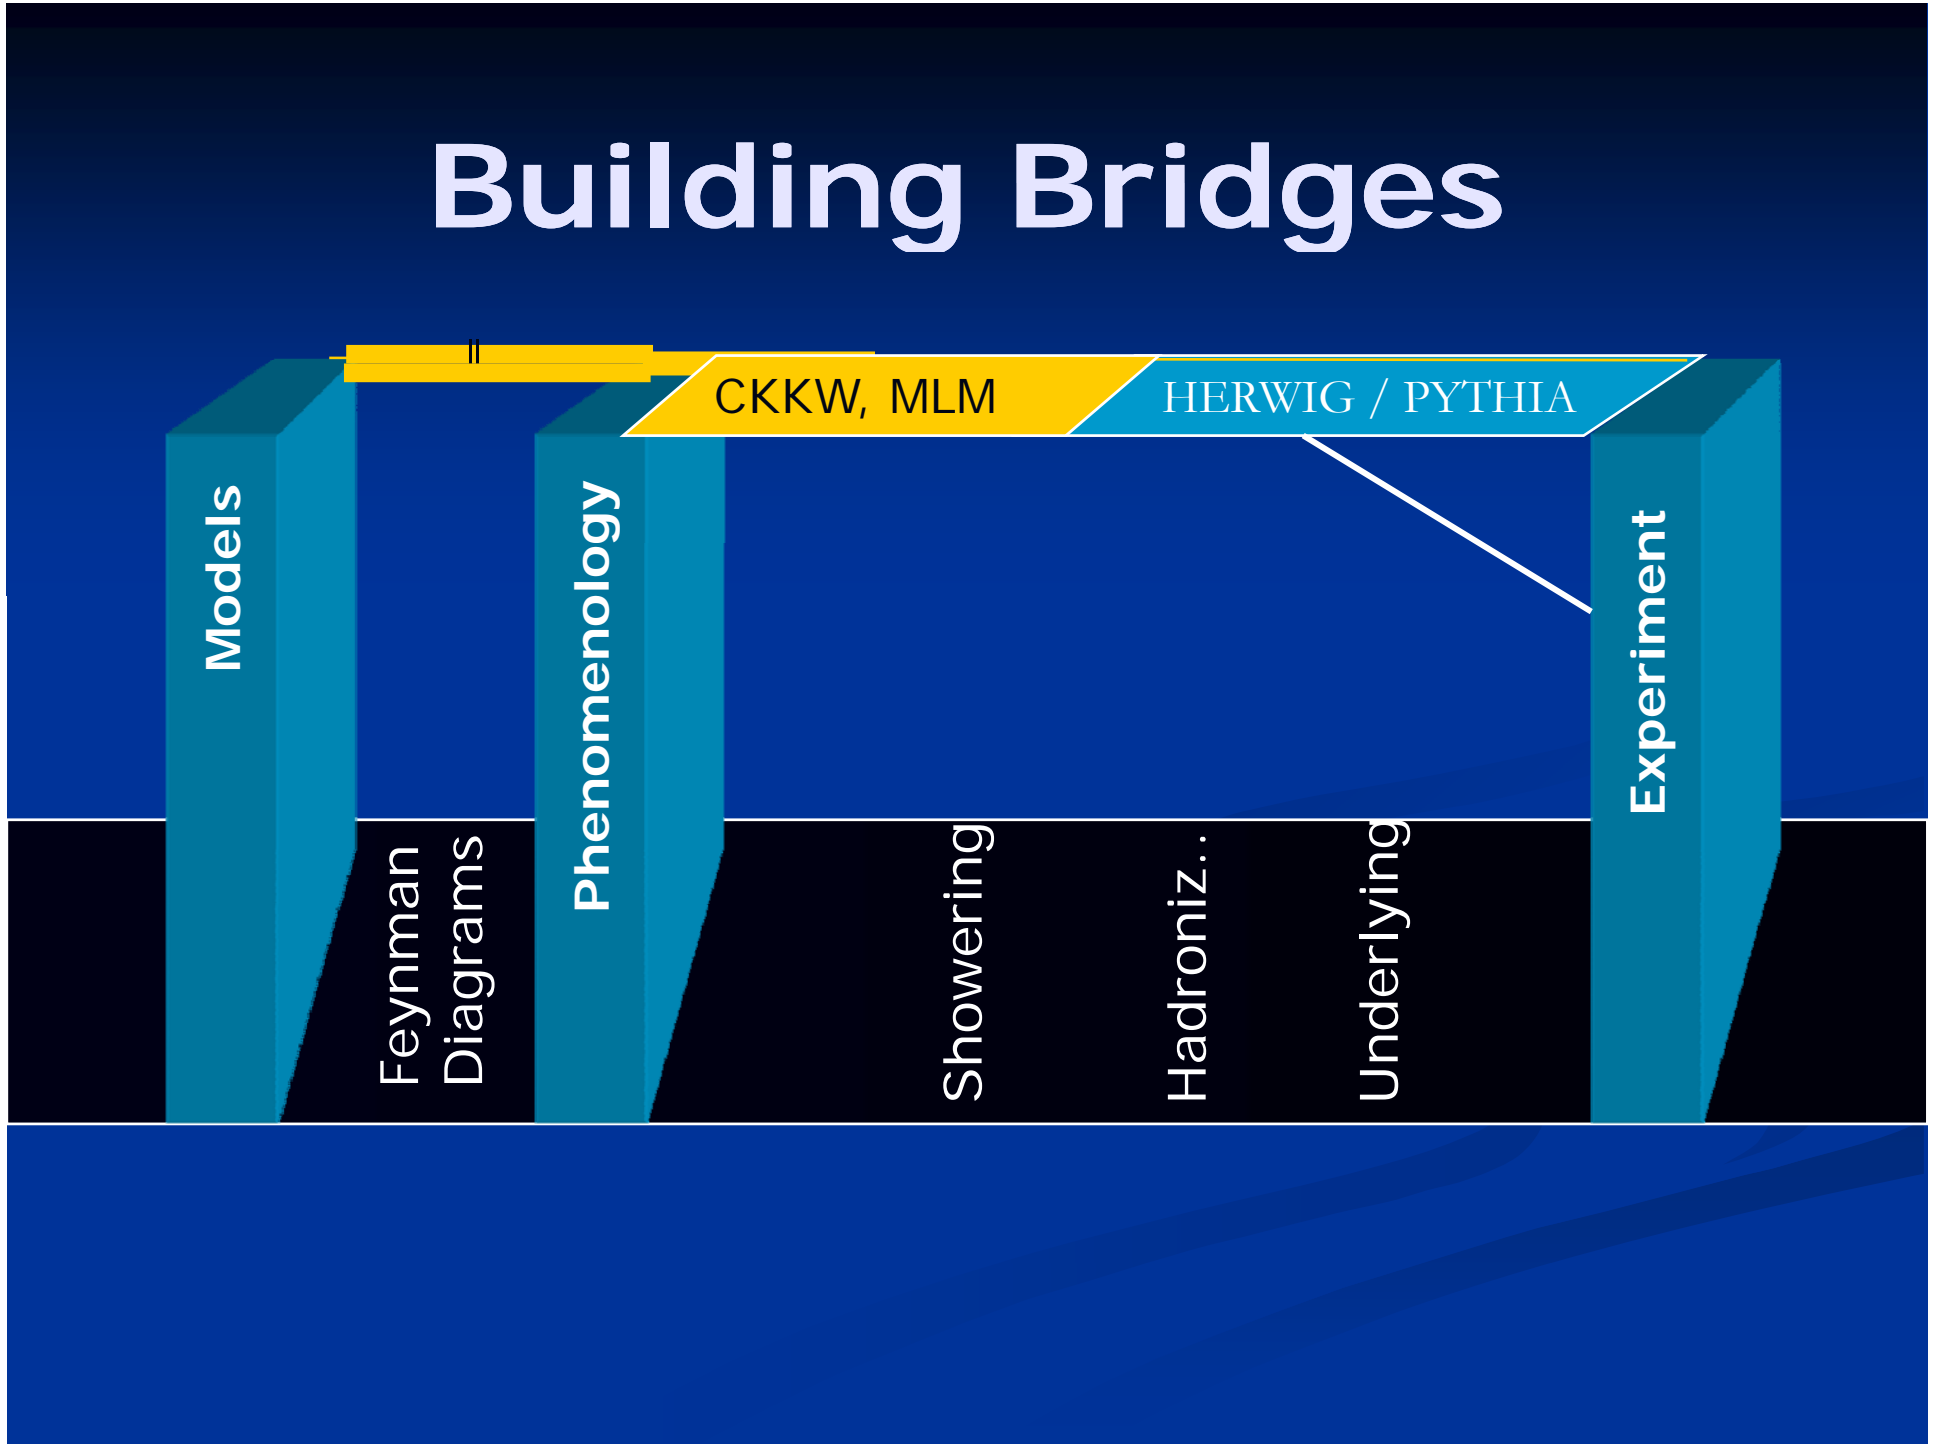 Building Bridges
CKKW, MLM
HERWIG / PYTHIA
Models
Phenomenology
Experiment
Feynman
Diagrams
Showering
Hadroniz..
Underlying